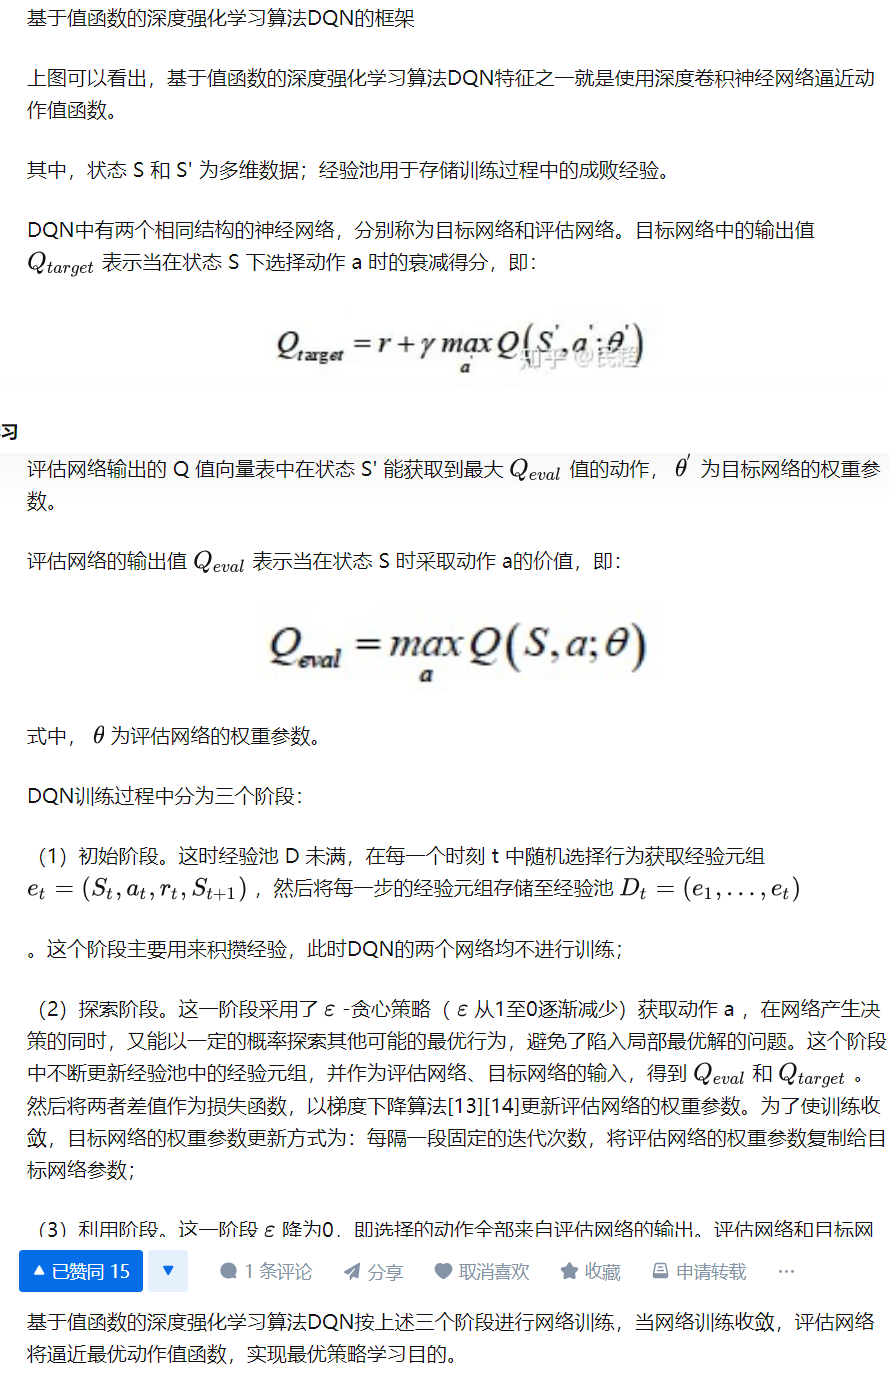 基于值函数的深度强化学习算法DQN的框架
上图可以看出，基于值函数的深度强化学习算法DQN特征之一就是使用深度卷积神经网络逼近动
作值函数。
其中，状态 S 和 S' 为多维数据；经验池用于存储训练过程中的成败经验。
DQN中有两个相同结构的神经网络，分别称为目标网络和评估网络。目标网络中的输出值
Q_{target} 表示当在状态 S 下选择动作 a 时的衰减得分，即：
Q_{target} = r + γ max_{a'} Q(S', a'; θ')
知乎 @民超
习
评估网络输出的 Q 值向量表中在状态 S' 能获取到最大 Q_{eval} 值的动作， θ' 为目标网络的权重参
数。
评估网络的输出值 Q_{eval} 表示当在状态 S 时采取动作 a的价值，即：
Q_{eval} = max_{a} Q(S, a; θ)
式中， θ 为评估网络的权重参数。
DQN训练过程中分为三个阶段：
（1）初始阶段。这时经验池 D 未满，在每一个时刻 t 中随机选择行为获取经验元组
e_t = (S_t, a_t, r_t, S_{t+1}) ，然后将每一步的经验元组存储至经验池 D_t = (e_1, ..., e_t)
。这个阶段主要用来积攒经验，此时DQN的两个网络均不进行训练；
（2）探索阶段。这一阶段采用了 ε -贪心策略（ ε 从1至0逐渐减少）获取动作 a ，在网络产生决
策的同时，又能以一定的概率探索其他可能的最优行为，避免了陷入局部最优解的问题。这个阶段
中不断更新经验池中的经验元组，并作为评估网络、目标网络的输入，得到 Q_{eval} 和 Q_{target} 。
然后将两者差值作为损失函数，以梯度下降算法[13][14]更新评估网络的权重参数。为了使训练收
敛，目标网络的权重参数更新方式为：每隔一段固定的迭代次数，将评估网络的权重参数复制给目
标网络参数；
（3）利用阶段。这一阶段 ε 降为0，即选择的动作全部来自评估网络的输出。评估网络和目标网
已赞同 15
1 条评论 分享 取消喜欢 收藏 申请转载 ···
基于值函数的深度强化学习算法DQN按上述三个阶段进行网络训练，当网络训练收敛，评估网络
将逼近最优动作值函数，实现最优策略学习目的。